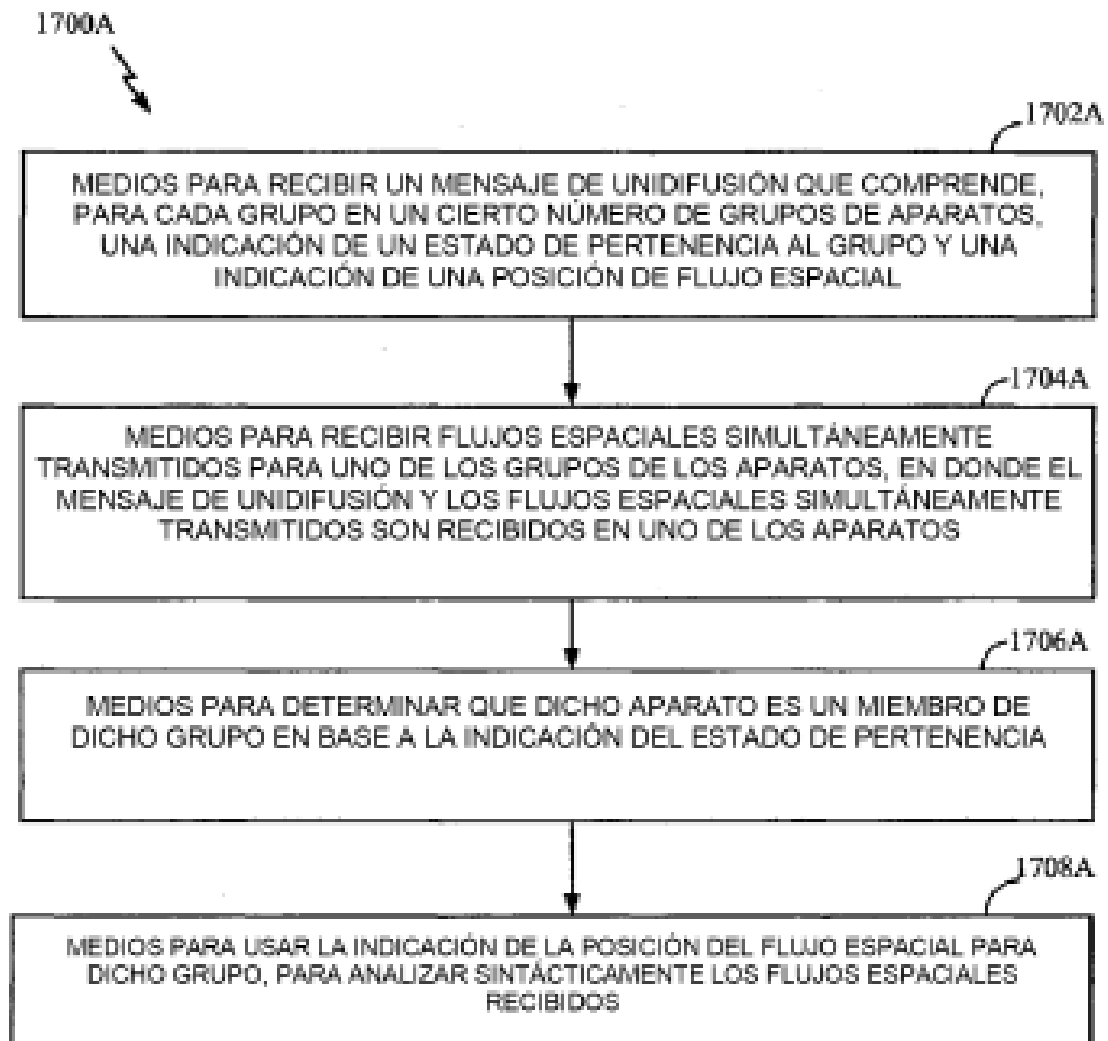 1700A
1702A
MEDIOS PARA RECIBIR UN MENSAJE DE UNIDIFUSIÓN QUE COMPRENDE,
PARA CADA GRUPO EN UN CIERTO NÚMERO DE GRUPOS DE APARATOS,
UNA INDICACIÓN DE UN ESTADO DE PERTENENCIA AL GRUPO Y UNA
INDICACIÓN DE UNA POSICIÓN DE FLUJO ESPACIAL
1704A
MEDIOS PARA RECIBIR FLUJOS ESPACIALES SIMULTÁNEAMENTE
TRANSMITIDOS PARA UNO DE LOS GRUPOS DE LOS APARATOS, EN DONDE EL
MENSAJE DE UNIDIFUSIÓN Y LOS FLUJOS ESPACIALES SIMULTÁNEAMENTE
TRANSMITIDOS SON RECIBIDOS EN UNO DE LOS APARATOS
1706A
MEDIOS PARA DETERMINAR QUE DICHO APARATO ES UN MIEMBRO DE
DICHO GRUPO EN BASE A LA INDICACIÓN DEL ESTADO DE PERTENENCIA
1708A
MEDIOS PARA USAR LA INDICACIÓN DE LA POSICIÓN DEL FLUJO ESPACIAL PARA
DICHO GRUPO, PARA ANALIZAR SINTÁCTICAMENTE LOS FLUJOS ESPACIALES
RECIBIDOS